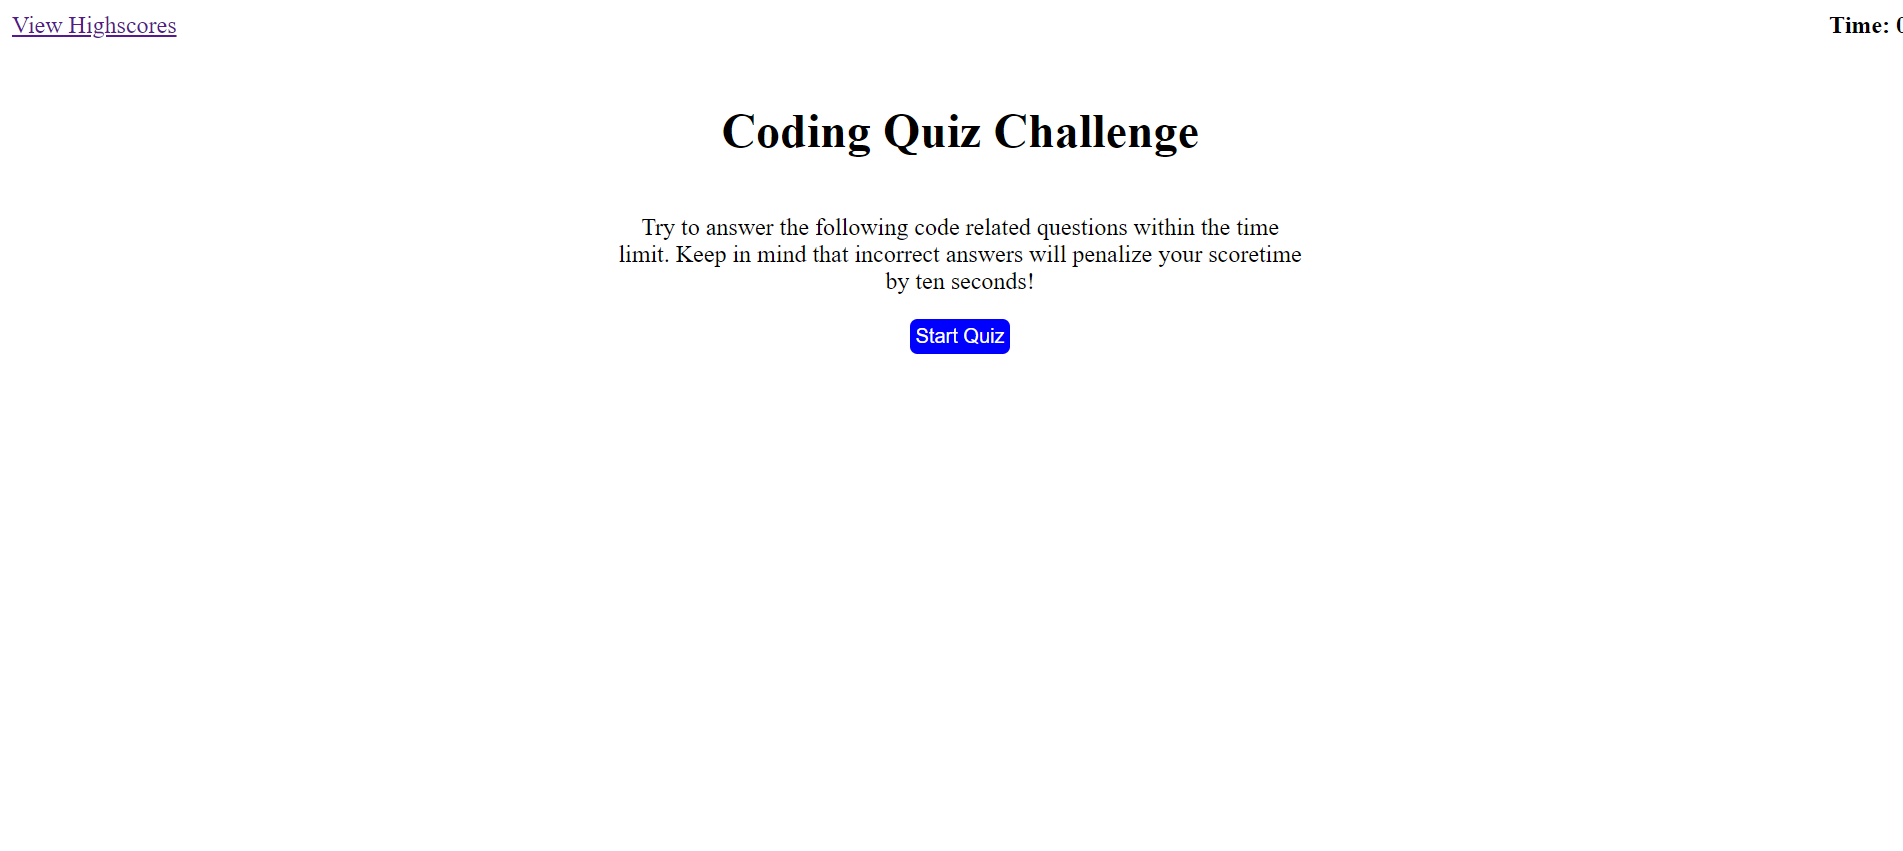 View Highscores
Time: 0
Coding Quiz Challenge
Try to answer the following code related questions within the time
limit. Keep in mind that incorrect answers will penalize your scoretime
by ten seconds!
Start Quiz